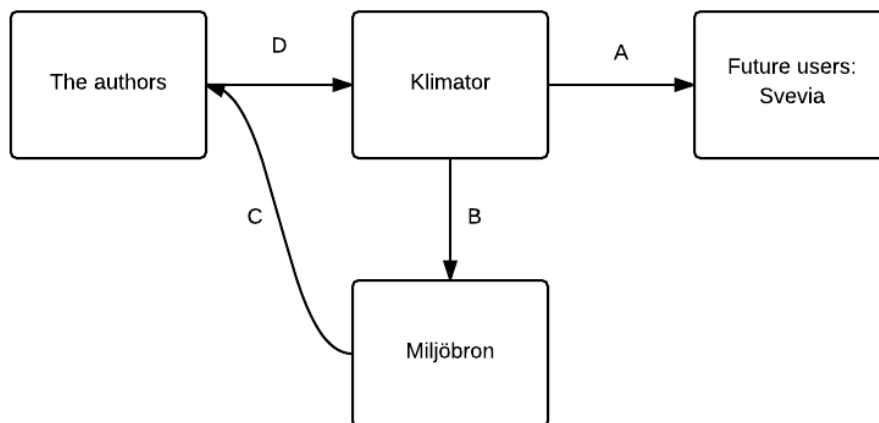 D
A
The authors
Klimator
Future users:
Svevia
C
B
Miljöbron